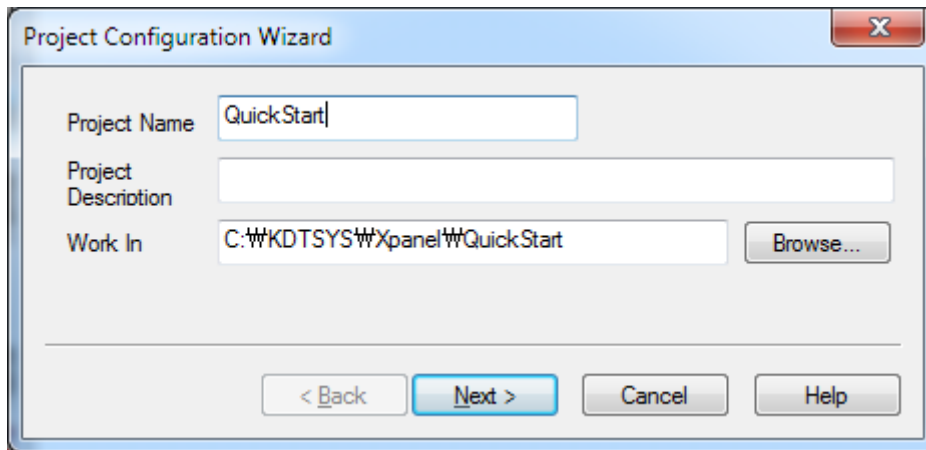 Project Configuration Wizard
Project Name QuickStart
Project
Description
Work In C:₩KDTSYS₩Xpanel₩QuickStart Browse...
< Back Next > Cancel Help